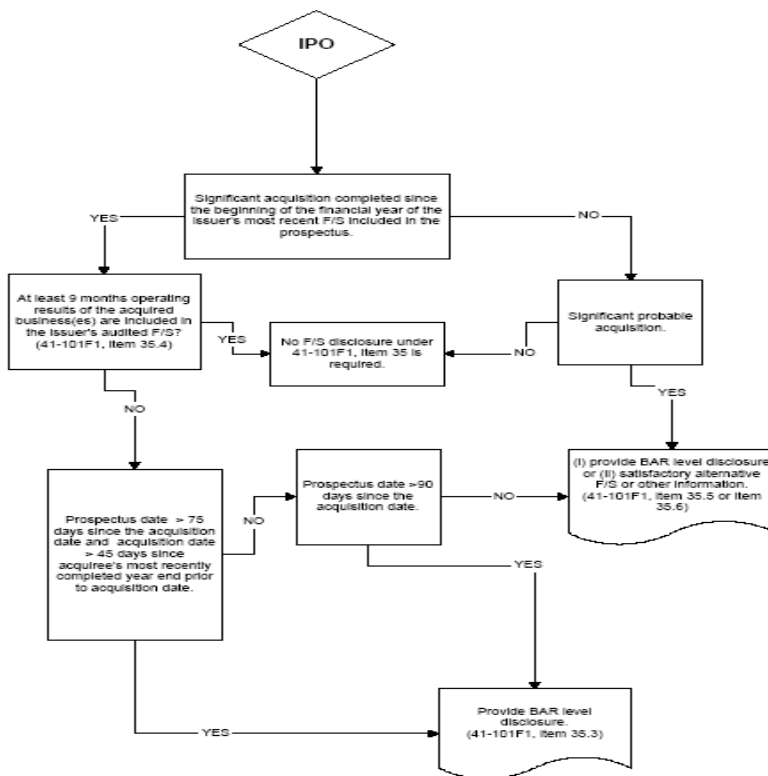 IPO
Significant acquisition completed since
the beginning of the financial year of the
issuer's most recent F/S included in the
prospectus.
YES
NO
At least 9 months operating
results of the acquired
business(es) are included in
the issuer's audited F/S?
(41-101F1, Item 35.4)
YES
No F/S disclosure under
41-101F1, Item 35 is
required.
NO
Significant probable
acquisition.
NO
YES
Prospectus date > 75
days since the acquisition
date and acquisition date
> 45 days since
acquiree's most recently
completed year end prior
to acquisition date.
NO
Prospectus date >90
days since the
acquisition date.
NO
(i) provide BAR level disclosure
or (ii) satisfactory alternative
F/S or other information.
(41-101F1, Item 35.5 or Item
35.6)
YES
YES
Provide BAR level
disclosure.
(41-101F1, Item 35.3)